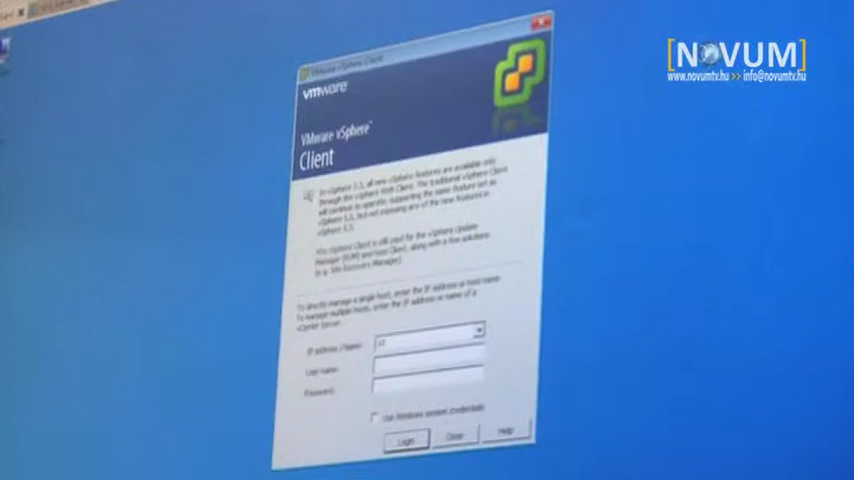 [NOVUM]
www.novumtv.hu >> info@novumtv.hu
VMware vSphere Client
vmware
VMware vSphere™
Client
In vSphere 5.5, all new vSphere features are available only
through the vSphere Web Client. The traditional vSphere Client
will continue to operate, supporting the same feature set as
vSphere 5.0, but not exposing any of the new features in
vSphere 5.5.
The vSphere Client is still used for the vSphere Update
Manager (VUM) and Host Client, along with a few solutions
(e.g. Site Recovery Manager).
To directly manage a single host, enter the IP address or host name.
To manage multiple hosts, enter the IP address or name of a
vCenter Server.
IP address / Name:
User name:
Password:
Use Windows session credentials
Login
Close
Help